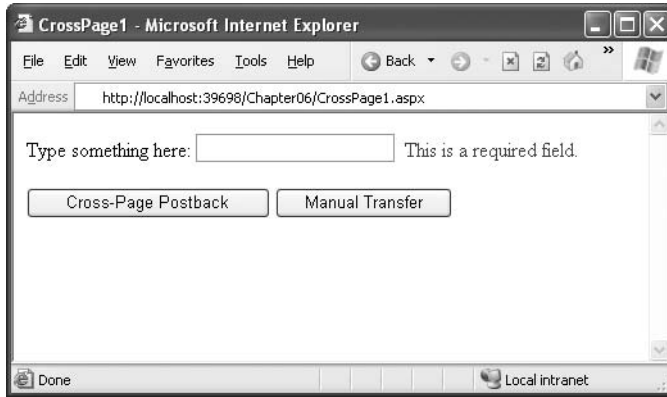 CrossPage1 - Microsoft Internet Explorer
File Edit View Favorites Tools Help Back »
Address http://localhost:39698/Chapter06/CrossPage1.aspx
Type something here: This is a required field.
Cross-Page Postback Manual Transfer
Done Local intranet